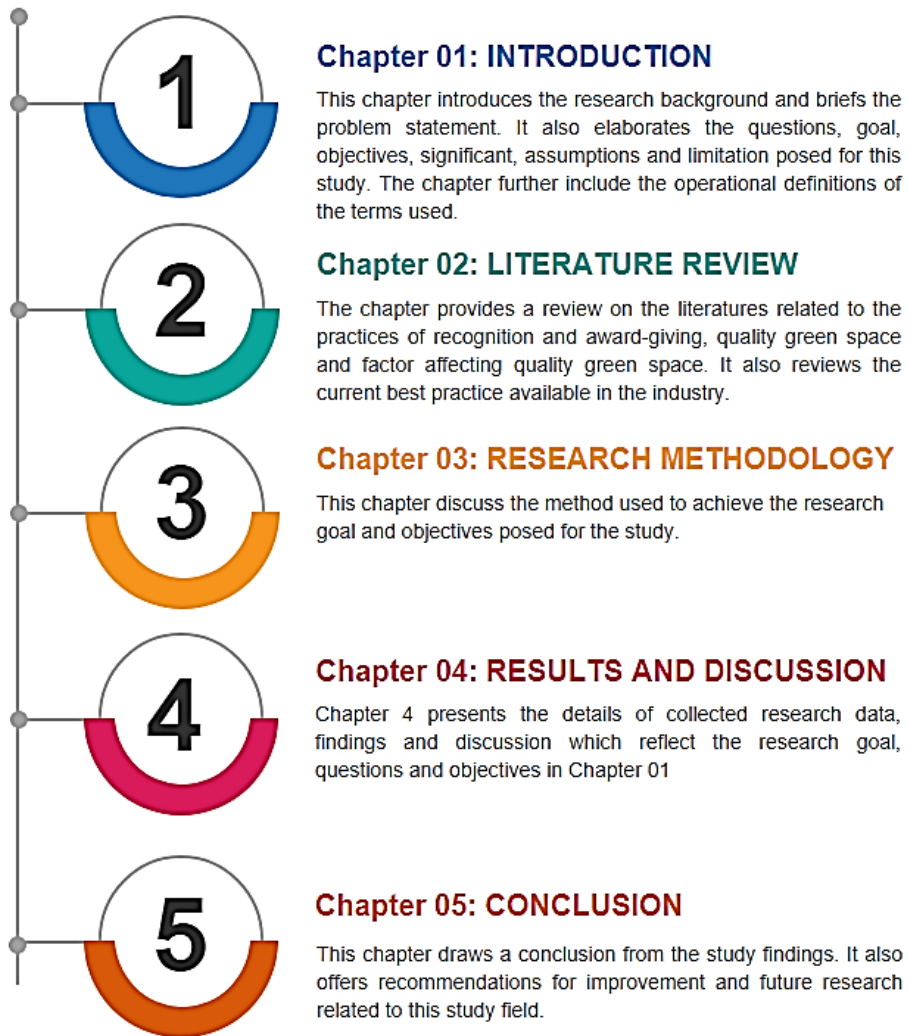 1
Chapter 01: INTRODUCTION
This chapter introduces the research background and briefs the
problem statement. It also elaborates the questions, goal,
objectives, significant, assumptions and limitation posed for this
study. The chapter further include the operational definitions of
the terms used.
2
Chapter 02: LITERATURE REVIEW
The chapter provides a review on the literatures related to the
practices of recognition and award-giving, quality green space
and factor affecting quality green space. It also reviews the
current best practice available in the industry.
3
Chapter 03: RESEARCH METHODOLOGY
This chapter discuss the method used to achieve the research
goal and objectives posed for the study.
4
Chapter 04: RESULTS AND DISCUSSION
Chapter 4 presents the details of collected research data,
findings and discussion which reflect the research goal,
questions and objectives in Chapter 01
5
Chapter 05: CONCLUSION
This chapter draws a conclusion from the study findings. It also
offers recommendations for improvement and future research
related to this study field.